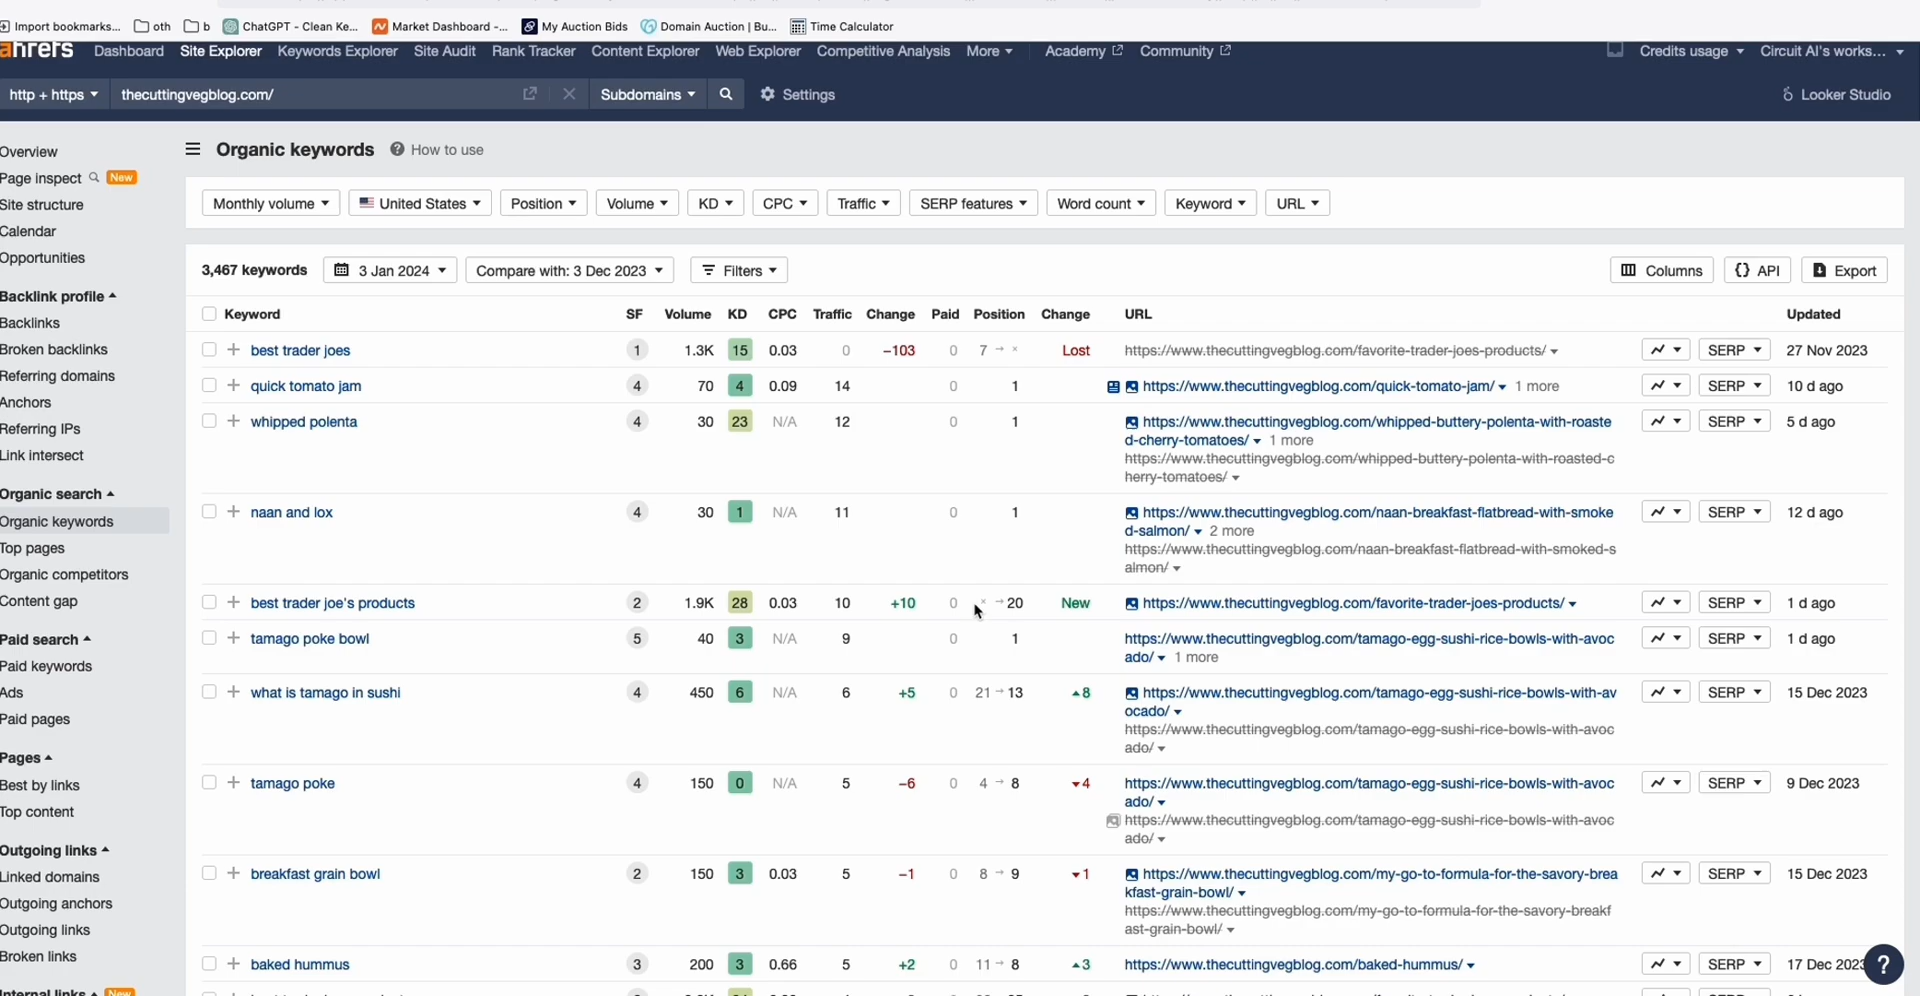 Import bookmarks... oth b ChatGPT - Clean Ke... Market Dashboard -... My Auction Bids Domain Auction | Bu... Time Calculator
ahrefs Dashboard Site Explorer Keywords Explorer Site Audit Rank Tracker Content Explorer Web Explorer Competitive Analysis More Academy Community Credits usage Circuit AI's works...
http + https thecuttingvegblog.com/ Subdomains Settings Looker Studio
Overview
Page inspect New
Site structure
Calendar
Opportunities
Backlink profile
Backlinks
Broken backlinks
Referring domains
Anchors
Referring IPs
Link intersect
Organic search
Organic keywords
Top pages
Organic competitors
Content gap
Paid search
Paid keywords
Ads
Paid pages
Pages
Best by links
Top content
Outgoing links
Linked domains
Outgoing anchors
Outgoing links
Broken links
Internal links New
Organic keywords ? How to use
Monthly volume United States Position Volume KD CPC Traffic SERP features Word count Keyword URL
3,467 keywords 3 Jan 2024 Compare with: 3 Dec 2023 Filters Columns {} API Export
Keyword SF Volume KD CPC Traffic Change Paid Position Change URL Updated
best trader joes 1 1.3K 15 0.03 0 −103 0 7 → × Lost https://www.thecuttingvegblog.com/favorite-trader-joes-products/ SERP 27 Nov 2023
quick tomato jam 4 70 4 0.09 14 0 1 https://www.thecuttingvegblog.com/quick-tomato-jam/ 1 more SERP 10 d ago
whipped polenta 4 30 23 N/A 12 0 1 https://www.thecuttingvegblog.com/whipped-buttery-polenta-with-roaste SERP 5 d ago
d-cherry-tomatoes/ 1 more
https://www.thecuttingvegblog.com/whipped-buttery-polenta-with-roasted-c
herry-tomatoes/
naan and lox 4 30 1 N/A 11 0 1 https://www.thecuttingvegblog.com/naan-breakfast-flatbread-with-smoke SERP 12 d ago
d-salmon/ 2 more
https://www.thecuttingvegblog.com/naan-breakfast-flatbread-with-smoked-s
almon/
best trader joe's products 2 1.9K 28 0.03 10 +10 0 × → 20 New https://www.thecuttingvegblog.com/favorite-trader-joes-products/ SERP 1 d ago
tamago poke bowl 5 40 3 N/A 9 0 1 https://www.thecuttingvegblog.com/tamago-egg-sushi-rice-bowls-with-avoc SERP 1 d ago
ado/ 1 more
what is tamago in sushi 4 450 6 N/A 6 +5 0 21 → 13 8 https://www.thecuttingvegblog.com/tamago-egg-sushi-rice-bowls-with-av SERP 15 Dec 2023
ocado/
https://www.thecuttingvegblog.com/tamago-egg-sushi-rice-bowls-with-avoc
ado/
tamago poke 4 150 0 N/A 5 −6 0 4 → 8 4 https://www.thecuttingvegblog.com/tamago-egg-sushi-rice-bowls-with-avoc SERP 9 Dec 2023
ado/
https://www.thecuttingvegblog.com/tamago-egg-sushi-rice-bowls-with-avoc
ado/
breakfast grain bowl 2 150 3 0.03 5 −1 0 8 → 9 1 https://www.thecuttingvegblog.com/my-go-to-formula-for-the-savory-brea SERP 15 Dec 2023
kfast-grain-bowl/
https://www.thecuttingvegblog.com/my-go-to-formula-for-the-savory-breakf
ast-grain-bowl/
baked hummus 3 200 3 0.66 5 +2 0 11 → 8 3 https://www.thecuttingvegblog.com/baked-hummus/ SERP 17 Dec 2023
?